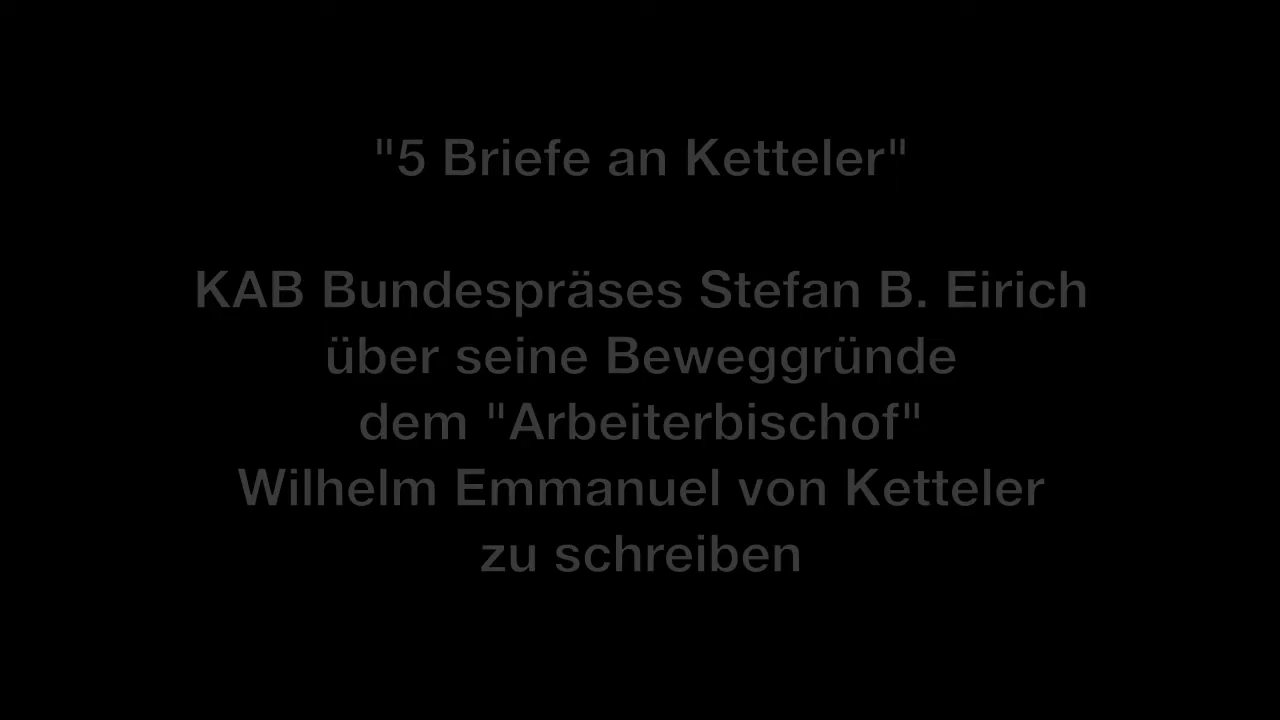 "5 Briefe an Ketteler"
KAB Bundespräses Stefan B. Eirich
über seine Beweggründe
dem "Arbeiterbischof"
Wilhelm Emmanuel von Ketteler
zu schreiben